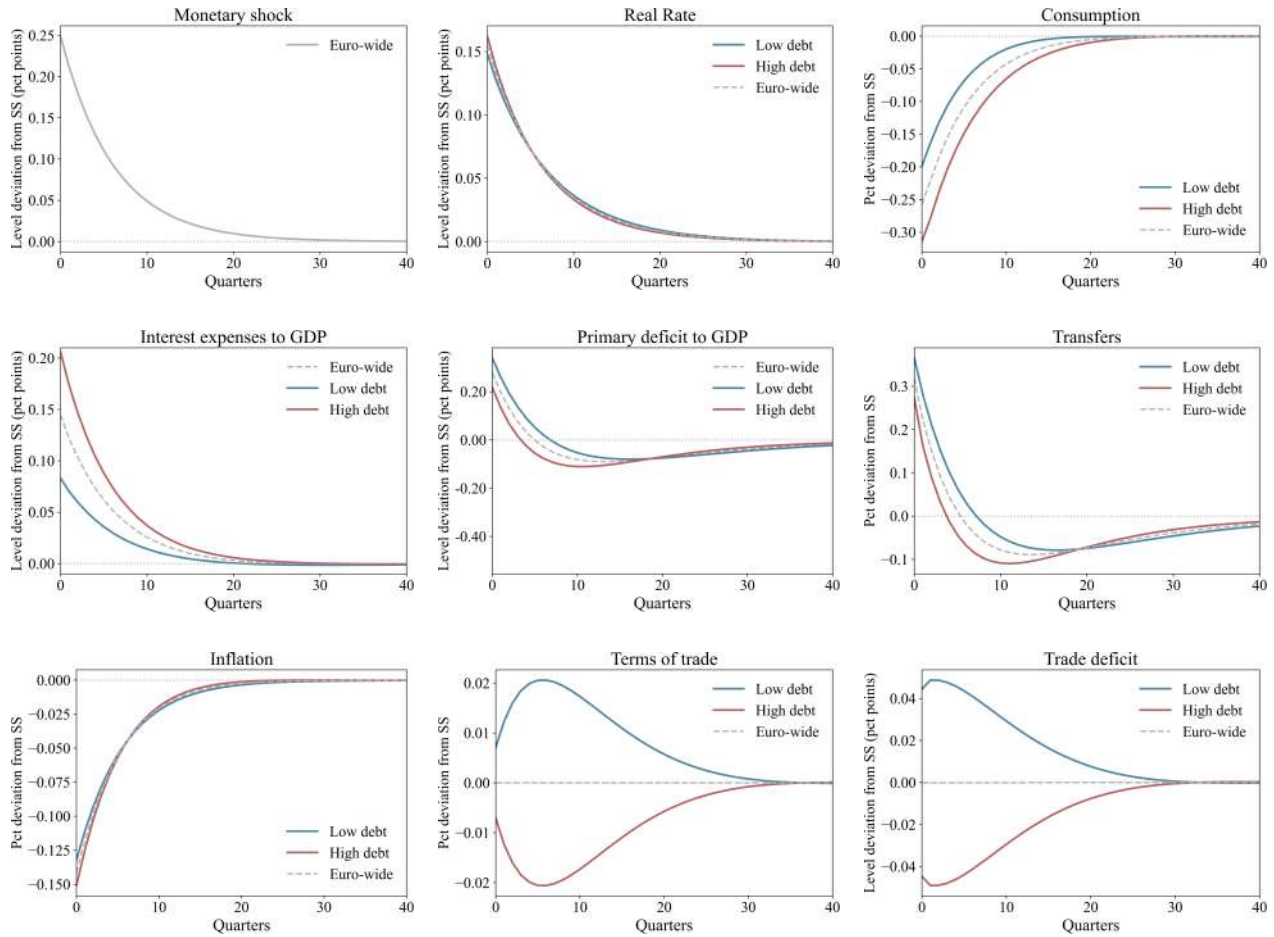 Monetary shock
Level deviation from SS (pct points)
0.25
0.20
0.15
0.10
0.05
0.00
Euro-wide
0 10 20 30 40
Quarters
Real Rate
Level deviation from SS (pct points)
0.15
0.10
0.05
0.00
Low debt
High debt
Euro-wide
0 10 20 30 40
Quarters
Consumption
Pct deviation from SS
0.00
−0.05
−0.10
−0.15
−0.20
−0.25
−0.30
Low debt
High debt
Euro-wide
0 10 20 30 40
Quarters
Interest expenses to GDP
Level deviation from SS (pct points)
0.20
0.15
0.10
0.05
0.00
Euro-wide
Low debt
High debt
0 10 20 30 40
Quarters
Primary deficit to GDP
Level deviation from SS (pct points)
0.20
0.00
-0.20
-0.40
Euro-wide
Low debt
High debt
0 10 20 30 40
Quarters
Transfers
Pct deviation from SS
0.3
0.2
0.1
0.0
-0.1
Low debt
High debt
Euro-wide
0 10 20 30 40
Quarters
Inflation
Pct deviation from SS
0.000
−0.025
−0.050
−0.075
−0.100
−0.125
−0.150
Low debt
High debt
Euro-wide
0 10 20 30 40
Quarters
Terms of trade
Pct deviation from SS
0.02
0.01
0.00
−0.01
−0.02
Low debt
High debt
Euro-wide
0 10 20 30 40
Quarters
Trade deficit
Level deviation from SS (pct points)
0.04
0.02
0.00
−0.02
−0.04
Low debt
High debt
Euro-wide
0 10 20 30 40
Quarters